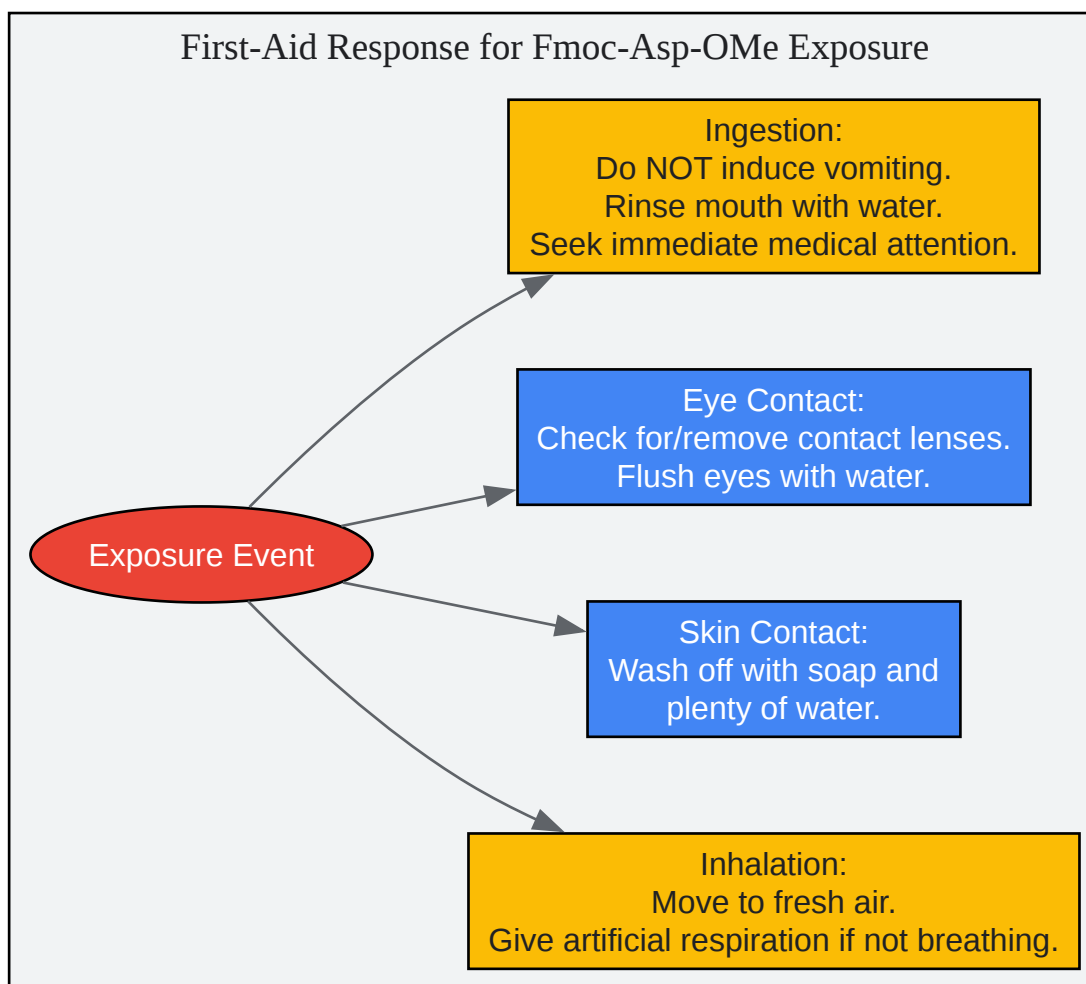 First-Aid Response for Fmoc-Asp-OMe Exposure
Ingestion:
Do NOT induce vomiting.
Rinse mouth with water.
Seek immediate medical attention.
Eye Contact:
Check for/remove contact lenses.
Flush eyes with water.
Exposure Event
Skin Contact:
Wash off with soap and
plenty of water.
Inhalation:
Move to fresh air.
Give artificial respiration if not breathing.